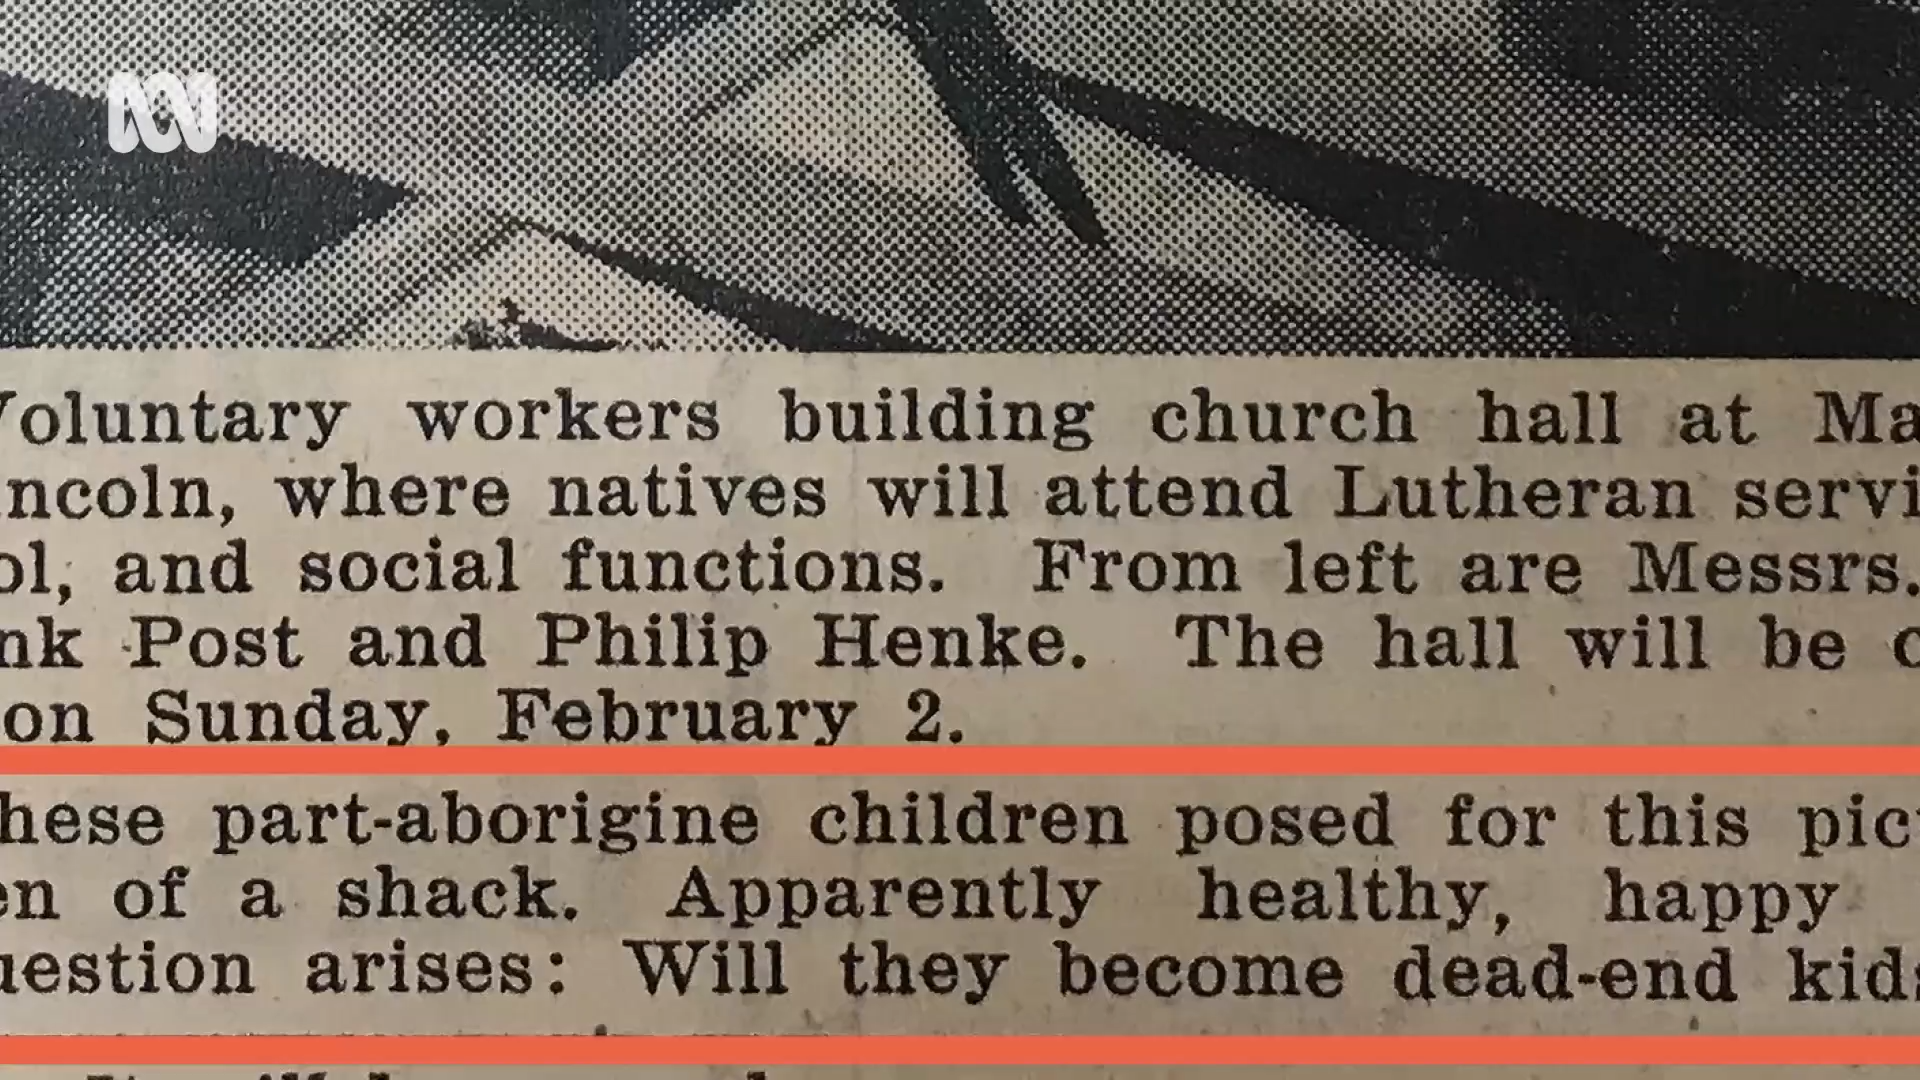 Voluntary workers building church hall at Ma
ncoln, where natives will attend Lutheran servi
ol, and social functions. From left are Messrs.
nk Post and Philip Henke. The hall will be
on Sunday, February 2.
hese part-aborigine children posed for this pic
en of a shack. Apparently healthy, happy
uestion arises: Will they become dead-end kids